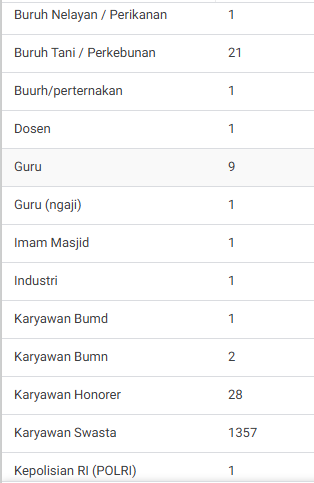 Buruh Nelayan / Perikanan 1
Buruh Tani / Perkebunan 21
Buurh/perternakan 1
Dosen 1
Guru 9
Guru (ngaji) 1
Imam Masjid 1
Industri 1
Karyawan Bumd 1
Karyawan Bumn 2
Karyawan Honorer 28
Karyawan Swasta 1357
Kepolisian RI (POLRI) 1